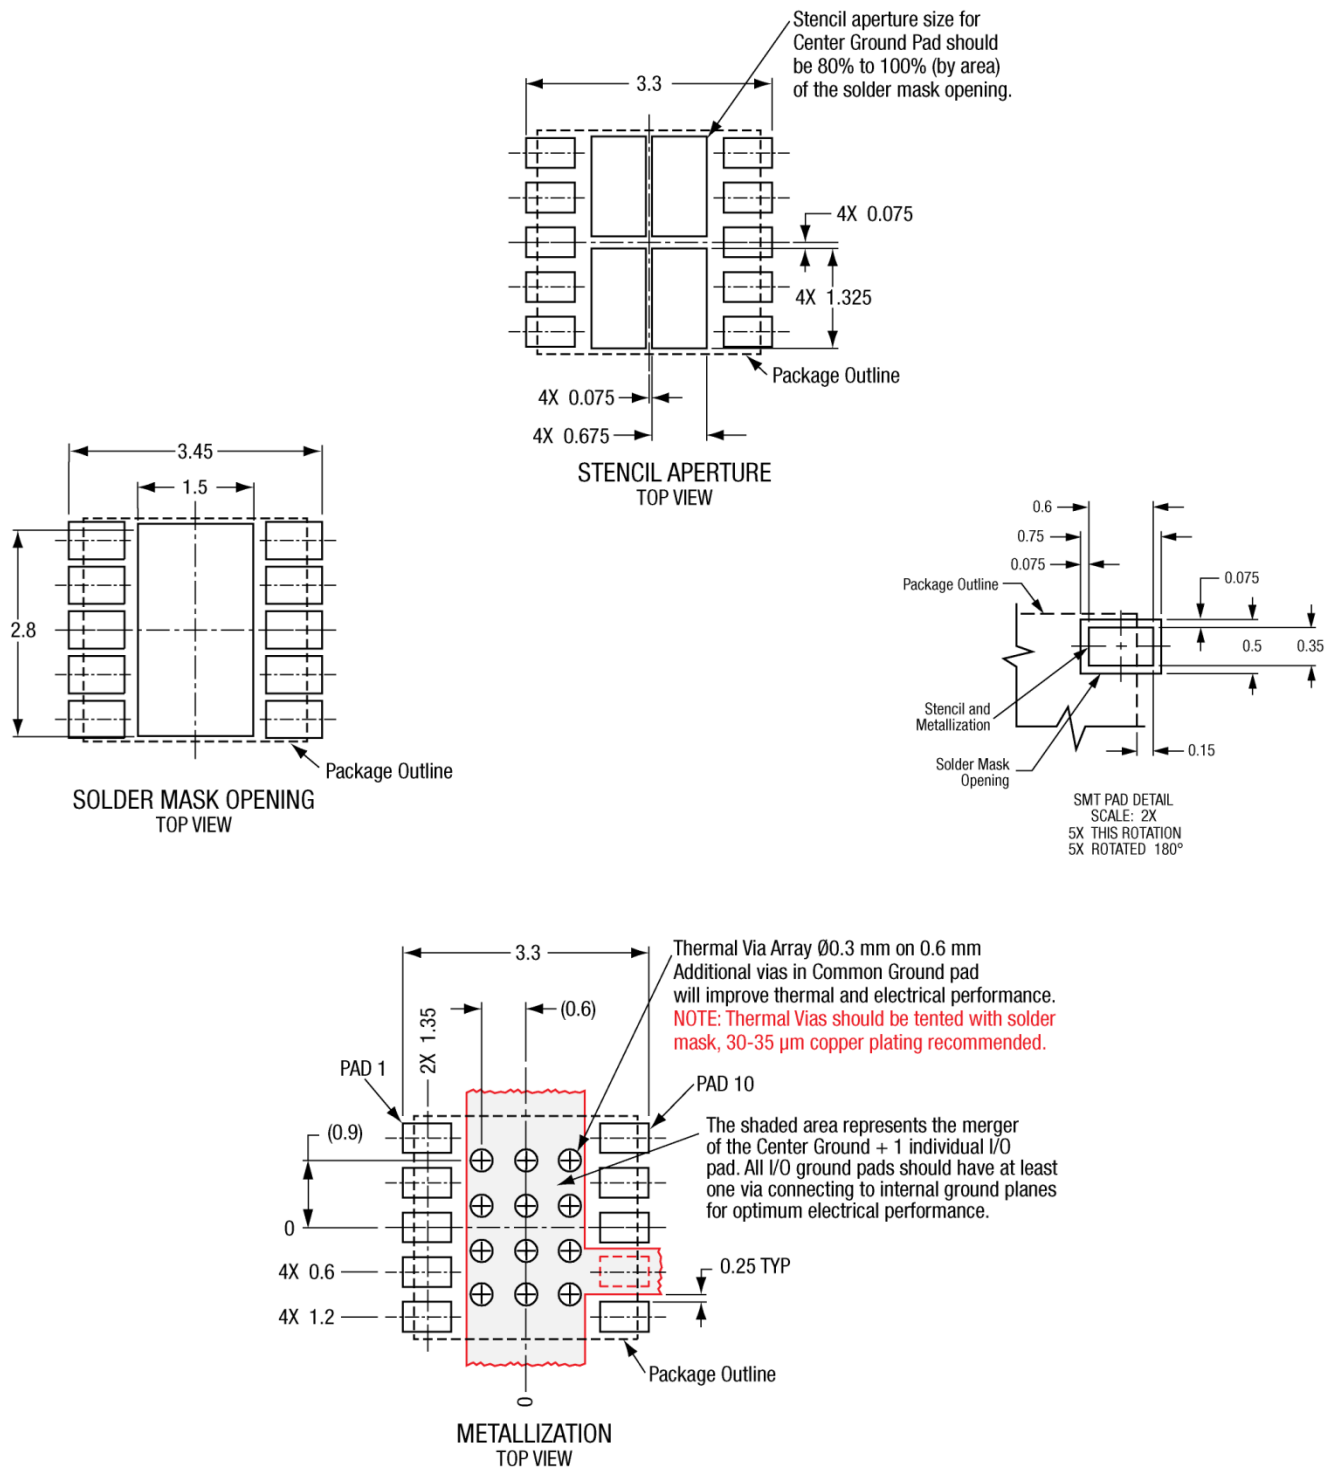 Stencil aperture size for
Center Ground Pad should
be 80% to 100% (by area)
of the solder mask opening.
3.3
4X 0.075
4X 1.325
Package Outline
4X 0.075
4X 0.675
STENCIL APERTURE
TOP VIEW
3.45
1.5
2.8
Package Outline
SOLDER MASK OPENING
TOP VIEW
0.6
0.75
0.075
Package Outline
0.075
0.5
0.35
Stencil and
Metallization
0.15
Solder Mask
Opening
SMT PAD DETAIL
SCALE: 2X
5X THIS ROTATION
5X ROTATED 180°
3.3
Thermal Via Array Ø0.3 mm on 0.6 mm
Additional vias in Common Ground pad
will improve thermal and electrical performance.
NOTE: Thermal Vias should be tented with solder
mask, 30-35 µm copper plating recommended.
(0.6)
2X 1.35
PAD 1
PAD 10
(0.9)
The shaded area represents the merger
of the Center Ground + 1 individual I/O
pad. All I/O ground pads should have at least
one via connecting to internal ground planes
for optimum electrical performance.
0
4X 0.6
0.25 TYP
4X 1.2
Package Outline
0
METALLIZATION
TOP VIEW